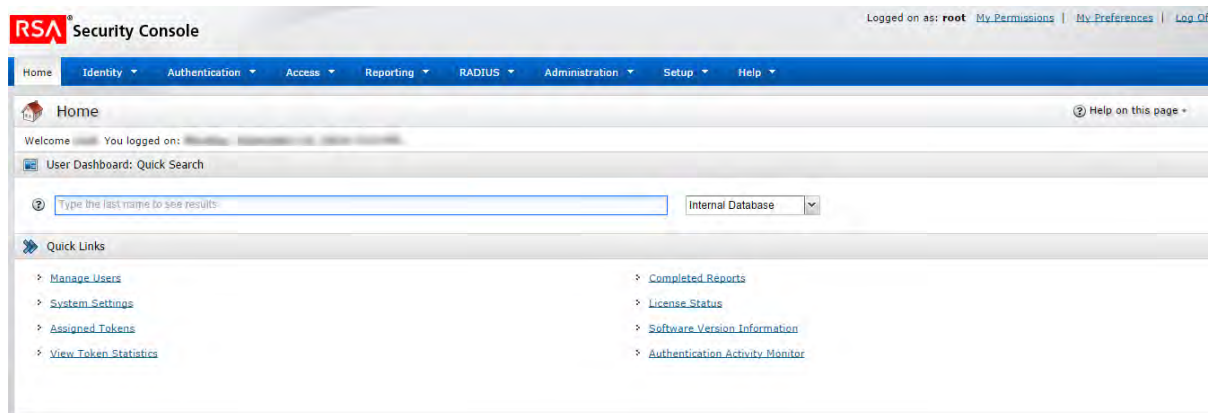 RSA® Security Console
Logged on as: root My Permissions | My Preferences | Log Of
Home Identity Authentication Access Reporting RADIUS Administration Setup Help
Home
Help on this page
Welcome You logged on:
User Dashboard: Quick Search
Type the last name to see results
Internal Database
Quick Links
Manage Users
System Settings
Assigned Tokens
View Token Statistics
Completed Reports
License Status
Software Version Information
Authentication Activity Monitor